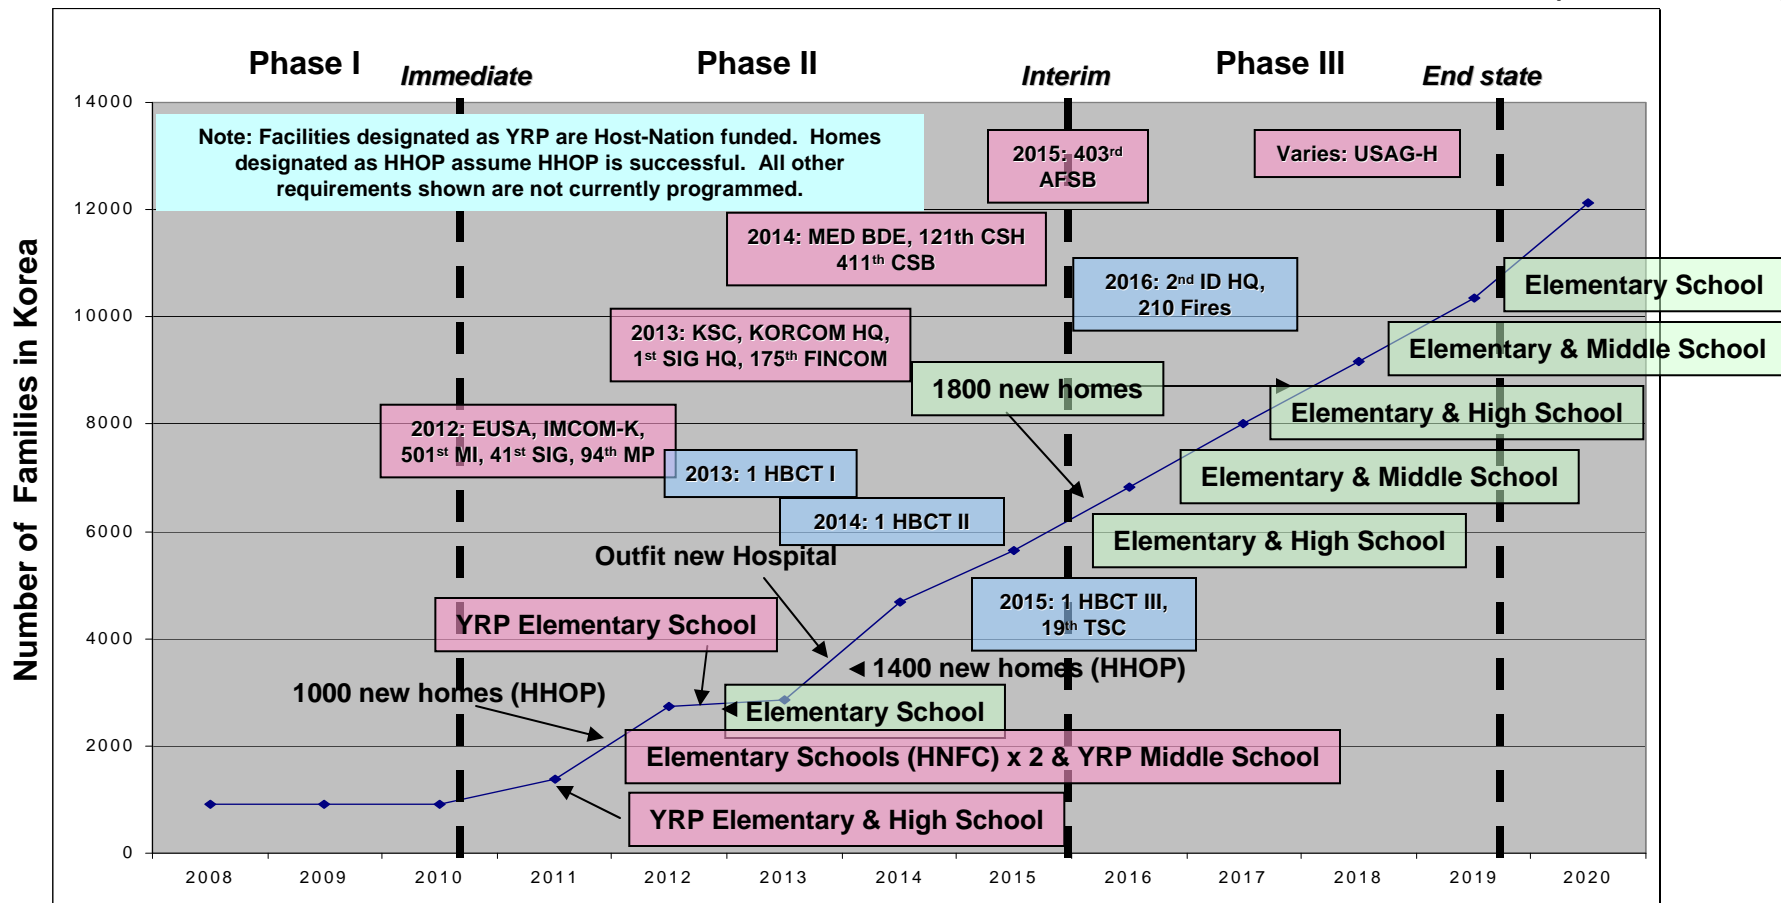 Phase I
Phase II
Phase III
Immediate
Interim
End state
Number of Families in Korea
14000
12000
10000
8000
6000
4000
2000
0
Note: Facilities designated as YRP are Host-Nation funded. Homes
designated as HHOP assume HHOP is successful. All other
requirements shown are not currently programmed.
2015: 403rd
AFSB
Varies: USAG-H
2014: MED BDE, 121th CSH
411th CSB
2016: 2nd ID HQ,
210 Fires
Elementary School
2013: KSC, KORCOM HQ,
1st SIG HQ, 175th FINCOM
Elementary & Middle School
1800 new homes
Elementary & High School
2012: EUSA, IMCOM-K,
501st MI, 41st SIG, 94th MP
2013: 1 HBCT I
Elementary & Middle School
2014: 1 HBCT II
Elementary & High School
Outfit new Hospital
2015: 1 HBCT III,
19th TSC
YRP Elementary School
1400 new homes (HHOP)
1000 new homes (HHOP)
Elementary School
Elementary Schools (HNFC) x 2 & YRP Middle School
YRP Elementary & High School
2008
2009
2010
2011
2012
2013
2014
2015
2016
2017
2018
2019
2020